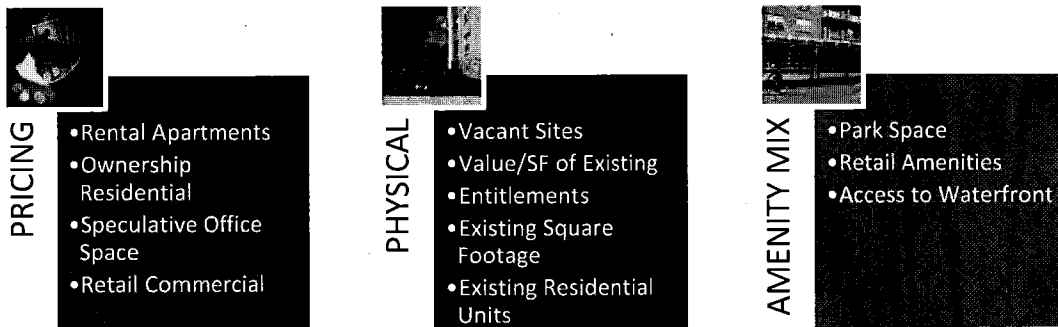 PRICING
•Rental Apartments
•Ownership
Residential
•Speculative Office
Space
•Retail Commercial
PHYSICAL
•Vacant Sites
•Value/SF of Existing
•Entitlements
•Existing Square
Footage
•Existing Residential
Units
AMENITY MIX
•Park Space
•Retail Amenities
•Access to Waterfront